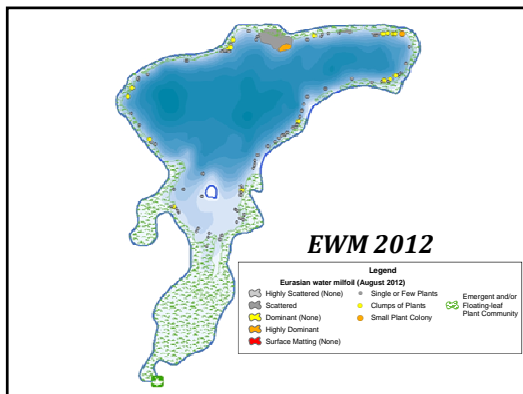 EWM 2012
Legend
Eurasian water milfoil (August 2012)
Highly Scattered (None)
Scattered
Dominant (None)
Highly Dominant
Surface Matting (None)
Single or Few Plants
Clumps of Plants
Small Plant Colony
Emergent and/or
Floating-leaf
Plant Community